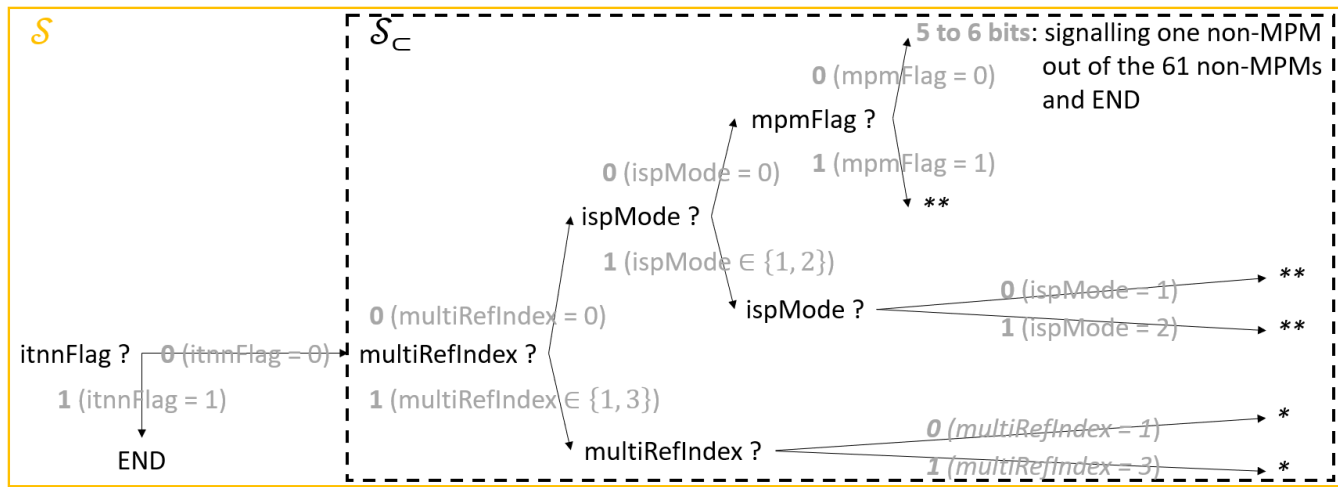 𝒮
𝒮⊂
5 to 6 bits: signalling one non-MPM
out of the 61 non-MPMs
and END
0 (mpmFlag = 0)
mpmFlag ?
1 (mpmFlag = 1)
0 (ispMode = 0)
**
ispMode ?
1 (ispMode ∈ {1, 2})
**
0 (ispMode = 1)
ispMode ?
0 (multiRefIndex = 0)
1 (ispMode = 2)
**
itnnFlag ?
0 (itnnFlag = 0)
multiRefIndex ?
1 (itnnFlag = 1)
1 (multiRefIndex ∈ {1, 3})
*
0 (multiRefIndex = 1)
multiRefIndex ?
END
1 (multiRefIndex = 3)
*